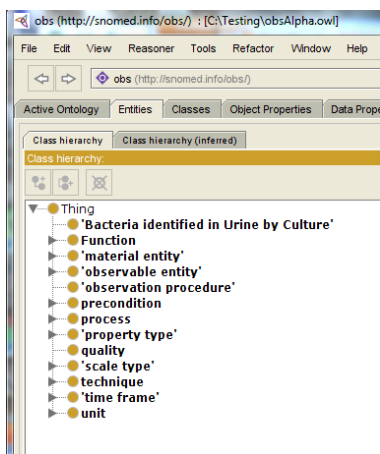 obs (http://snomed.info/obs/) : [C:\Testing\obsAlpha.owl]
File Edit View Reasoner Tools Refactor Window Help
obs (http://snomed.info/obs/)
Active Ontology Entities Classes Object Properties Data Prope
Class hierarchy Class hierarchy (inferred)
Class hierarchy:
Thing
'Bacteria identified in Urine by Culture'
Function
'material entity'
'observable entity'
'observation procedure'
precondition
process
'property type'
quality
'scale type'
technique
'time frame'
unit